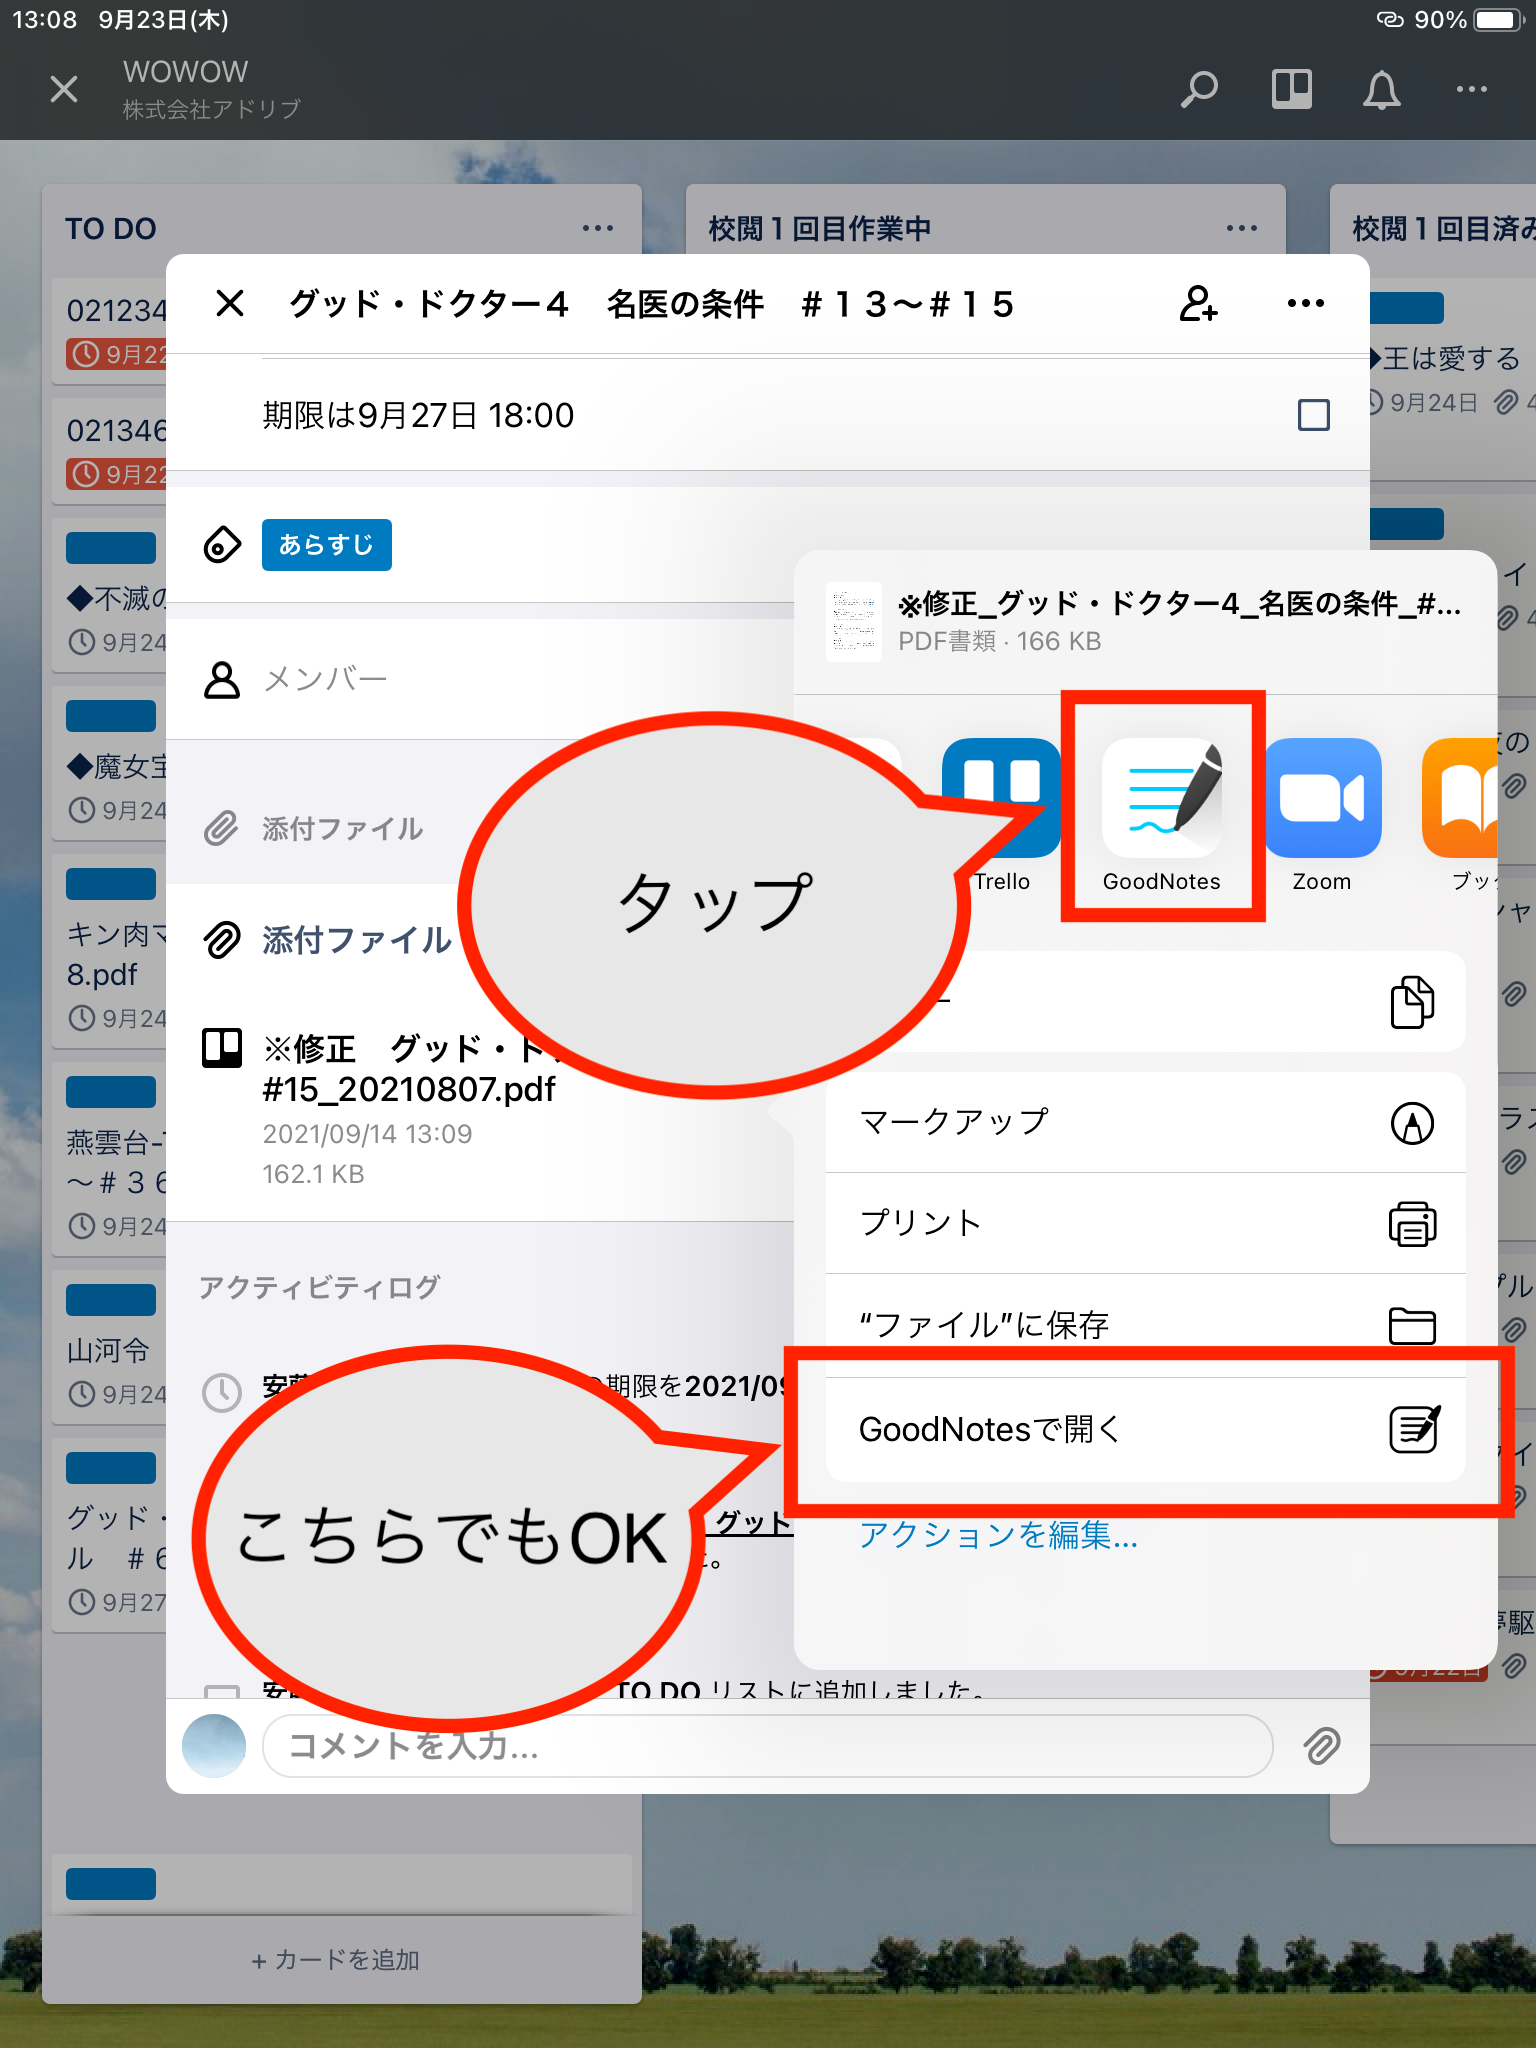 13:08 9月23日(木)
90%
WOWOW
株式会社アドリブ
TO DO
校閲１回目作業中
校閲１回目済み
021234
9月22
021346
9月22
◆不滅の
9月24
◆魔女宝
9月24
キン肉マ
8.pdf
9月24
燕雲台-
～＃３６
9月24
山河令
9月24
グッド・
ル　＃６
9月27
+ カードを追加
グッド・ドクター４　名医の条件　＃１３～＃１５
期限は9月27日 18:00
あらすじ
メンバー
添付ファイル
添付ファイル
※修正　グッド・ド
#15_20210807.pdf
2021/09/14 13:09
162.1 KB
アクティビティログ
期限を2021/09
グッド
TO DO リストに追加しました。
コメントを入力...
※修正_グッド・ドクター4_名医の条件_#...
PDF書類 · 166 KB
Trello
GoodNotes
Zoom
ブック
マークアップ
プリント
“ファイル”に保存
GoodNotesで開く
アクションを編集...
タップ
こちらでもOK
◆王は愛する
9月24日
4
9月22日